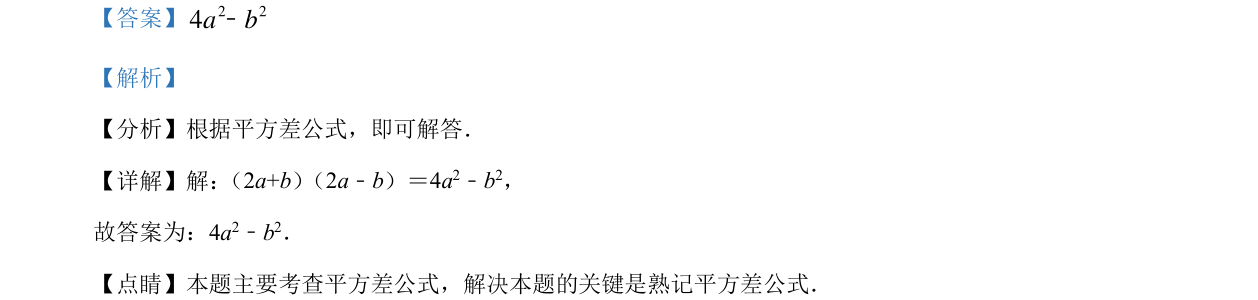 【答案】4a²﹣b²
【解析】
【分析】根据平方差公式，即可解答．
【详解】解：（2a+b）（2a﹣b）＝4a²﹣b²，
故答案为：4a²﹣b²．
【点睛】本题主要考查平方差公式，解决本题的关键是熟记平方差公式．